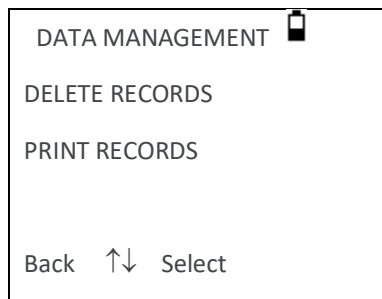 DATA MANAGEMENT
DELETE RECORDS
PRINT RECORDS
Back ↑↓ Select